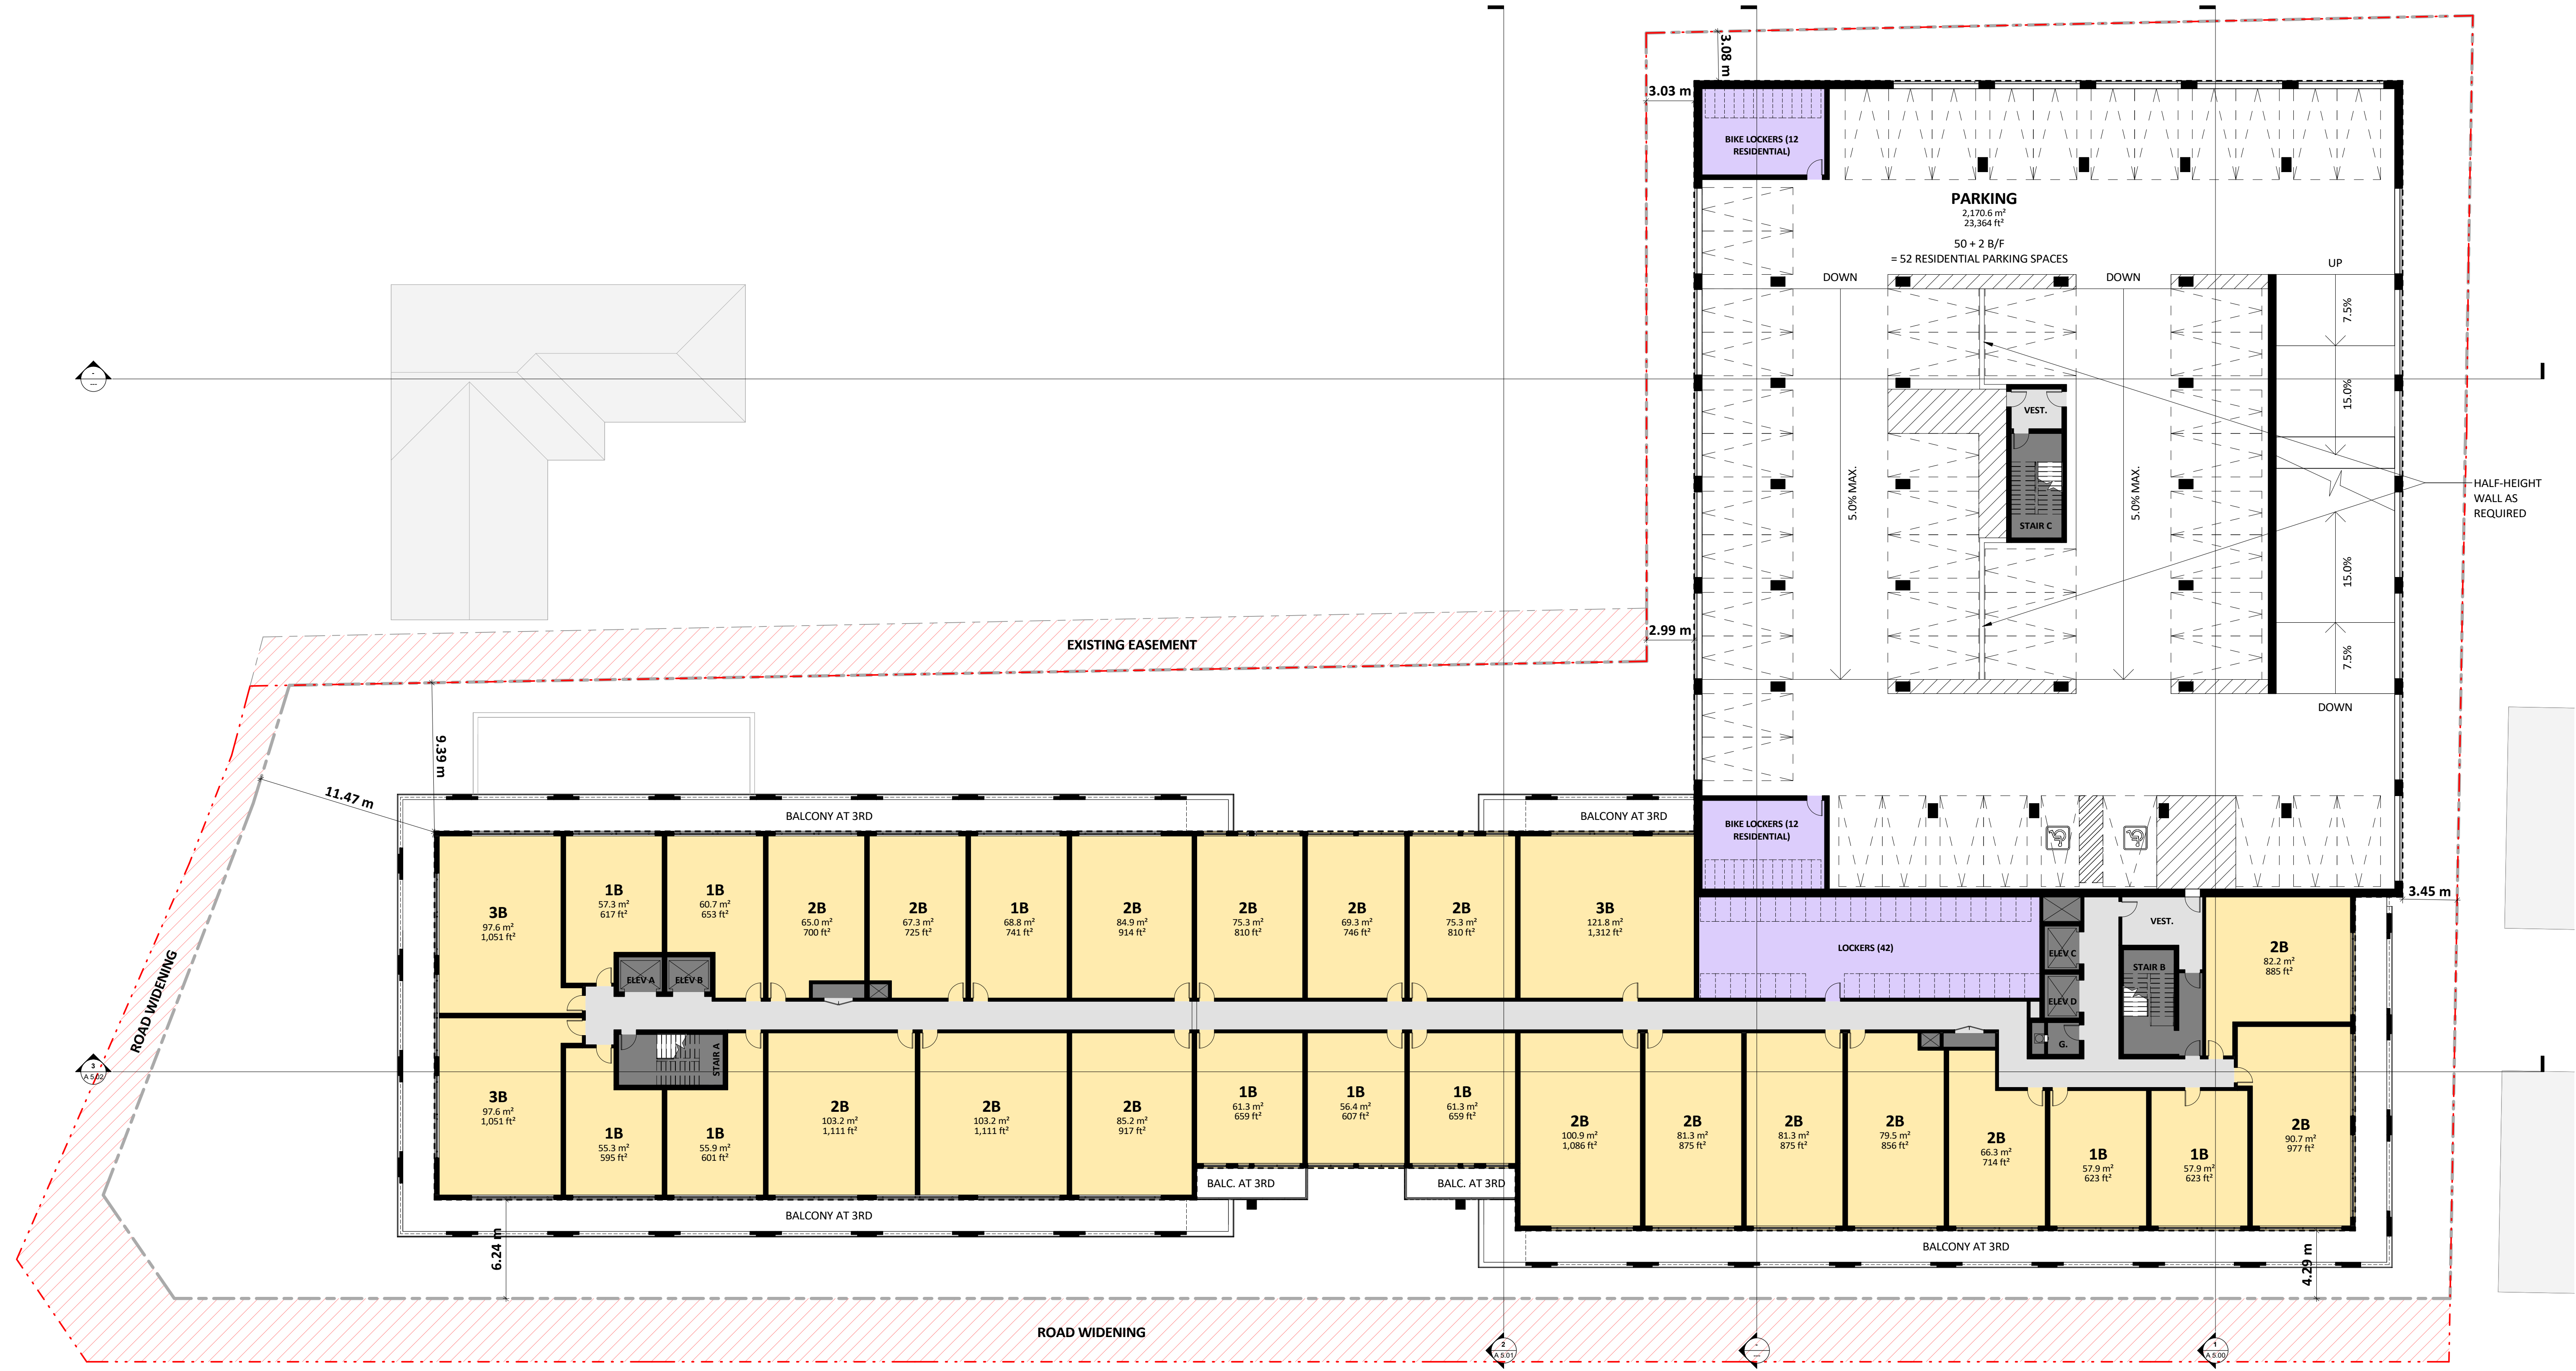 3.08 m
3.03 m
BIKE LOCKERS (12
RESIDENTIAL)
PARKING
2,170.6 m²
23,364 ft²
50 + 2 B/F
= 52 RESIDENTIAL PARKING SPACES
DOWN
DOWN
UP
7.5%
15.0%
-
---
VEST.
STAIR C
5.0% MAX.
5.0% MAX.
HALF-HEIGHT
WALL AS
REQUIRED
15.0%
7.5%
2.99 m
EXISTING EASEMENT
DOWN
9.39 m
11.47 m
BALCONY AT 3RD
BALCONY AT 3RD
BIKE LOCKERS (12
RESIDENTIAL)
3.45 m
3B
97.6 m²
1,051 ft²
1B
57.3 m²
617 ft²
1B
60.7 m²
653 ft²
2B
65.0 m²
700 ft²
2B
67.3 m²
725 ft²
1B
68.8 m²
741 ft²
2B
84.9 m²
914 ft²
2B
75.3 m²
810 ft²
2B
69.3 m²
746 ft²
2B
75.3 m²
810 ft²
3B
121.8 m²
1,312 ft²
LOCKERS (42)
VEST.
2B
82.2 m²
885 ft²
ELEV A
ELEV B
ELEV C
ELEV D
STAIR B
G.
ROAD WIDENING
3
A 5.02
STAIR A
3B
97.6 m²
1,051 ft²
1B
55.3 m²
595 ft²
1B
55.9 m²
601 ft²
2B
103.2 m²
1,111 ft²
2B
103.2 m²
1,111 ft²
2B
85.2 m²
917 ft²
1B
61.3 m²
659 ft²
1B
56.4 m²
607 ft²
1B
61.3 m²
659 ft²
2B
100.9 m²
1,086 ft²
2B
81.3 m²
875 ft²
2B
81.3 m²
875 ft²
2B
79.5 m²
856 ft²
2B
66.3 m²
714 ft²
1B
57.9 m²
623 ft²
1B
57.9 m²
623 ft²
2B
90.7 m²
977 ft²
BALC. AT 3RD
BALC. AT 3RD
BALCONY AT 3RD
BALCONY AT 3RD
6.24 m
4.29 m
ROAD WIDENING
2
A 5.01
-
---
1
A 5.00